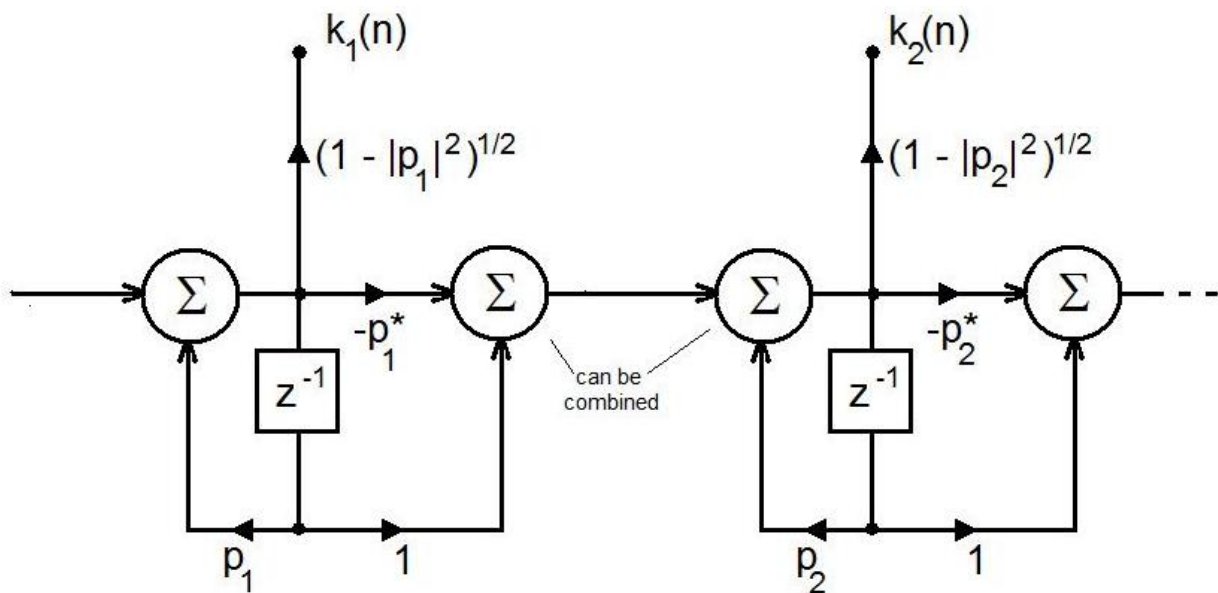 k₁(n) k₂(n)
(1 - |p₁|²)^1/2 (1 - |p₂|²)^1/2
Σ Σ Σ Σ
-p₁* -p₂*
z⁻¹ can be z⁻¹
combined
p₁ 1 p₂ 1